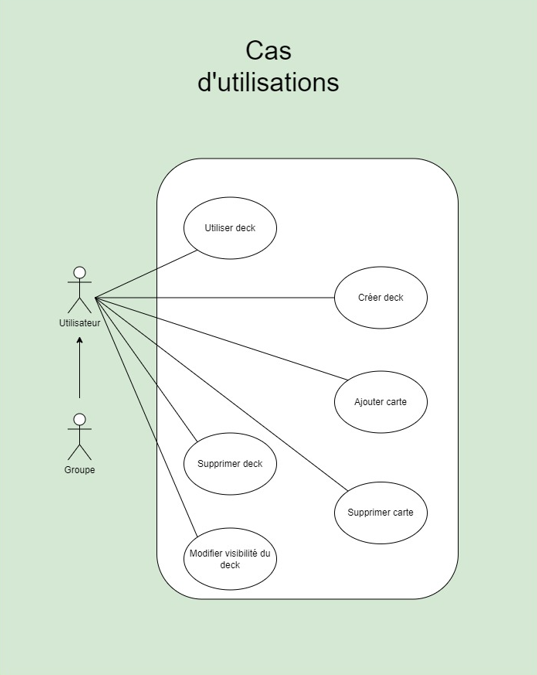 Cas
d'utilisations
Utiliser deck
Créer deck
Utilisateur
Ajouter carte
Supprimer deck
Groupe
Supprimer carte
Modifier visibilité du
deck